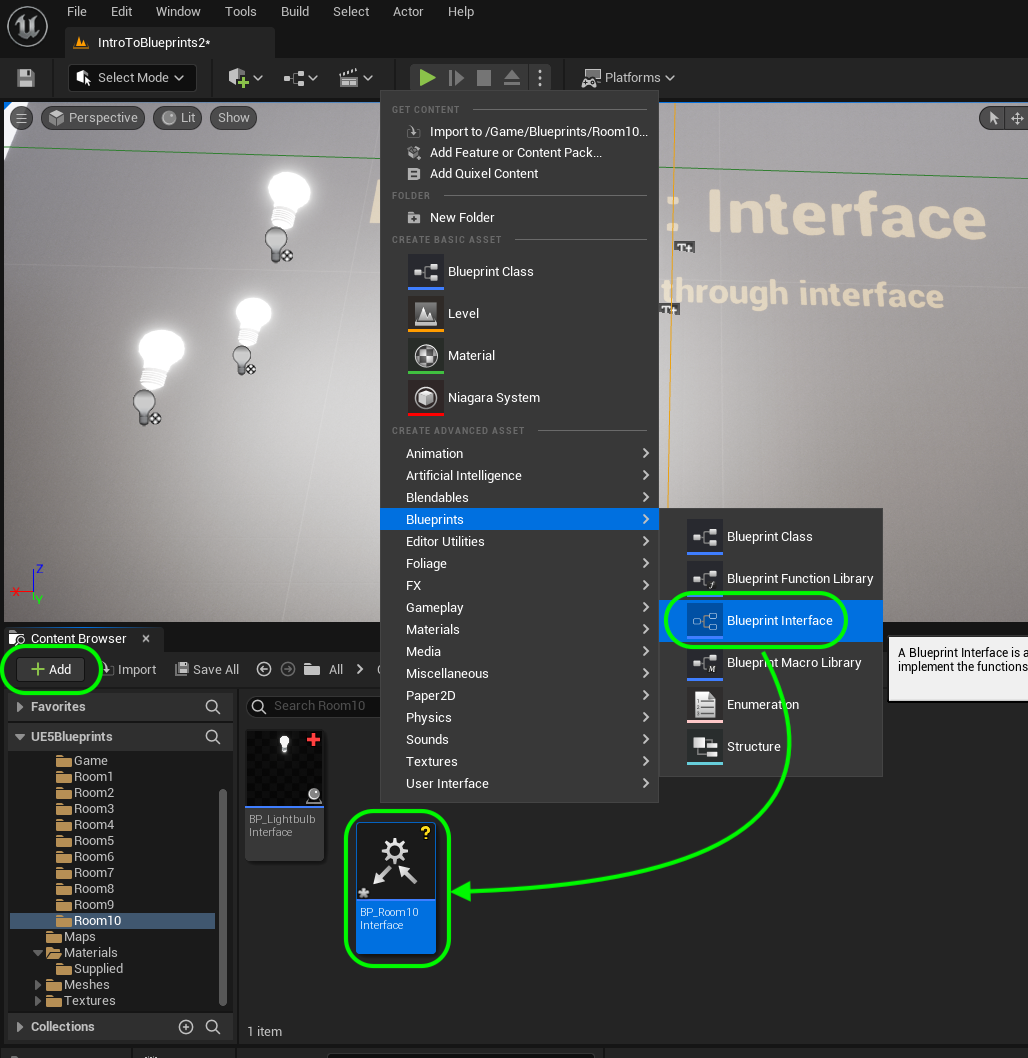 File Edit Window Tools Build Select Actor Help
IntroToBlueprints2*
Select Mode Platforms
Perspective Lit Show
: Interface
through interface
GET CONTENT
Import to /Game/Blueprints/Room10...
Add Feature or Content Pack...
Add Quixel Content
FOLDER
New Folder
CREATE BASIC ASSET
Blueprint Class
Level
Material
Niagara System
CREATE ADVANCED ASSET
Animation
Artificial Intelligence
Blendables
Blueprints
Editor Utilities
Foliage
FX
Gameplay
Materials
Media
Miscellaneous
Paper2D
Physics
Sounds
Textures
User Interface
Blueprint Class
Blueprint Function Library
Blueprint Interface
Blueprint Macro Library
Enumeration
Structure
A Blueprint Interface is a
implement the functions
Z
X
Y
Content Browser
Add Import Save All All
Favorites
Search Room10
UE5Blueprints
Game
Room1
Room2
Room3
Room4
Room5
Room6
Room7
Room8
Room9
Room10
Maps
Materials
Supplied
Meshes
Textures
Collections
BP_Lightbulb
Interface
?
BP_Room10
Interface
1 item